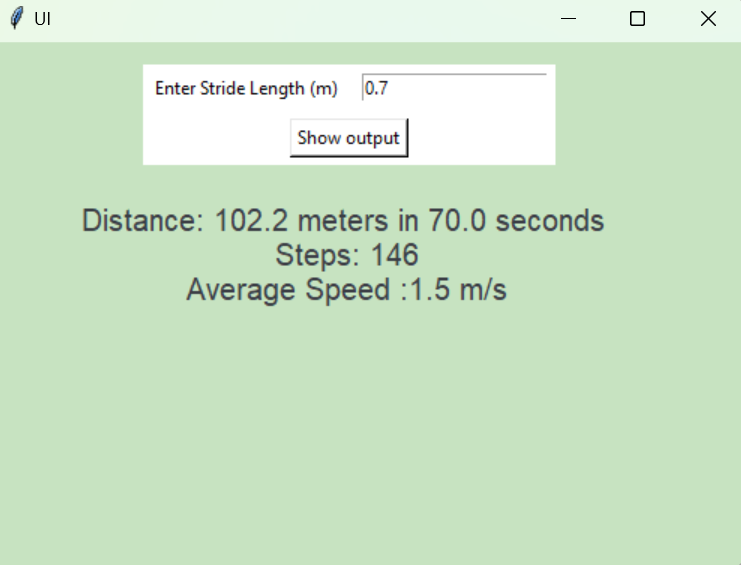 UI
Enter Stride Length (m) 0.7
Show output
Distance: 102.2 meters in 70.0 seconds
Steps: 146
Average Speed :1.5 m/s